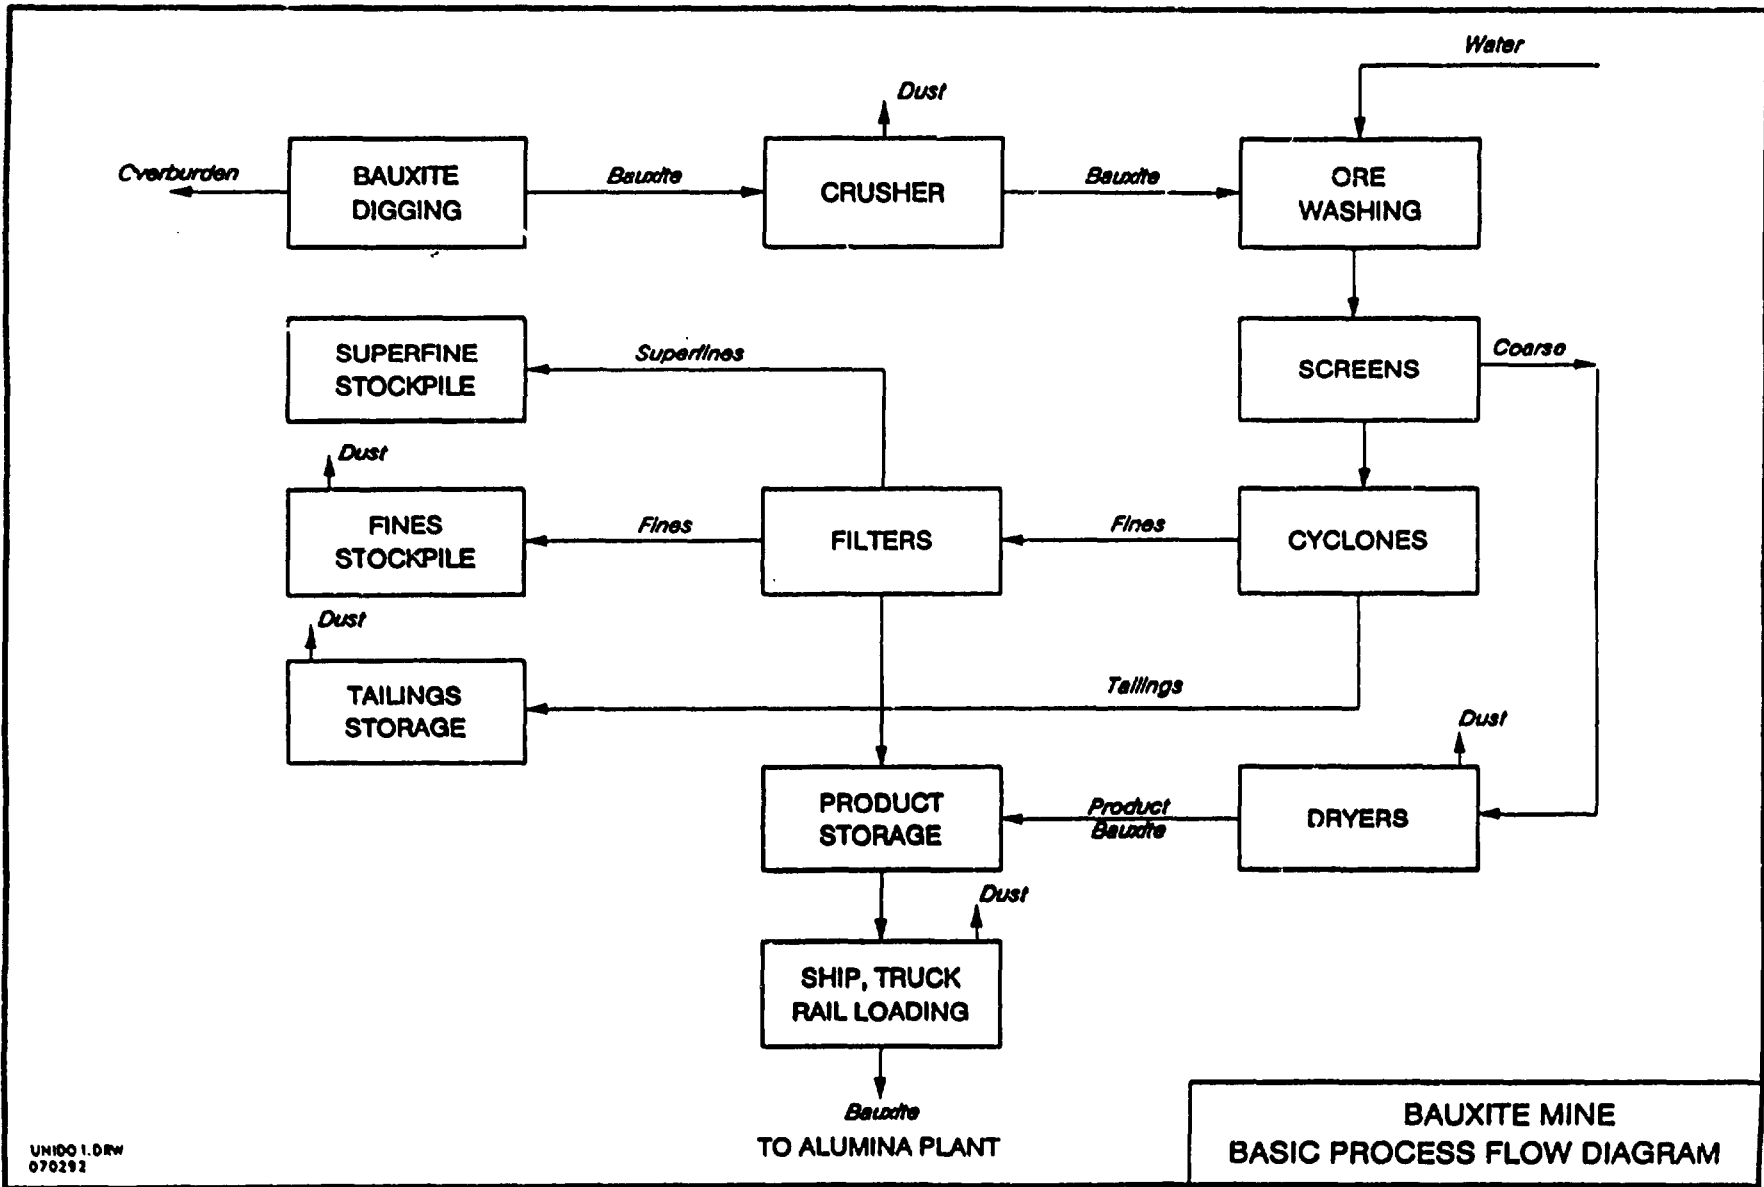 Water
Dust
Overburden
BAUXITE
DIGGING
Bauxite
CRUSHER
Bauxite
ORE
WASHING
SUPERFINE
STOCKPILE
Superfines
SCREENS
Coarse
Dust
FINES
STOCKPILE
Fines
FILTERS
Fines
CYCLONES
Dust
TAILINGS
STORAGE
Tailings
Dust
PRODUCT
STORAGE
Product
Bauxite
DRYERS
Dust
SHIP, TRUCK
RAIL LOADING
Bauxite
TO ALUMINA PLANT
BAUXITE MINE
BASIC PROCESS FLOW DIAGRAM
UNIDO1.DRW
070292